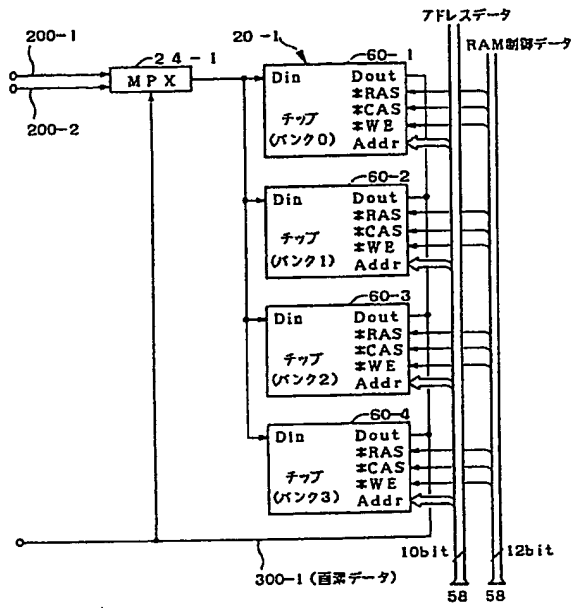 アドレスデータ
RAM制御データ
200-1
200-2
24-1
MPX
20-1
60-1
Din
Dout
*RAS
*CAS
*WE
Addr
チップ
(バンク0)
60-2
Din
Dout
*RAS
*CAS
*WE
Addr
チップ
(バンク1)
60-3
Din
Dout
*RAS
*CAS
*WE
Addr
チップ
(バンク2)
60-4
Din
Dout
*RAS
*CAS
*WE
Addr
チップ
(バンク3)
300-1(画素データ)
10bit
12bit
58
58